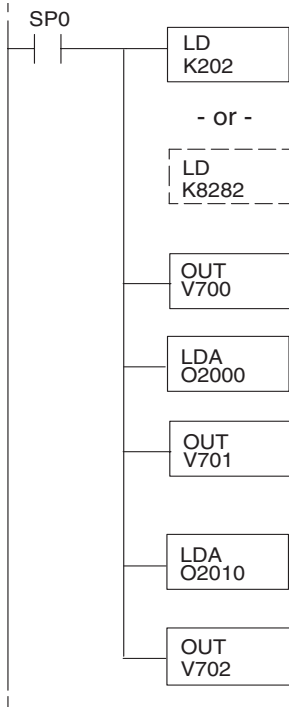 SP0
LD
K202
- or -
LD
K8282
OUT
V700
LDA
O2000
OUT
V701
LDA
O2010
OUT
V702